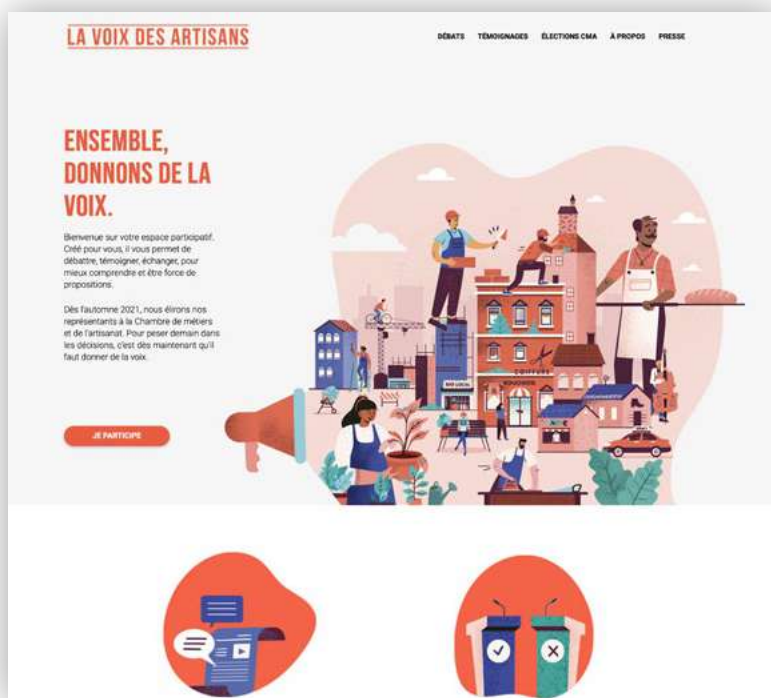 LA VOIX DES ARTISANS
DÉBATS TÉMOIGNAGES ÉLECTIONS CMA À PROPOS PRESSE
ENSEMBLE,
DONNONS DE LA
VOIX.
Bienvenue sur votre espace participatif.
Créé pour vous, il vous permet de
débattre, témoigner, échanger, pour
mieux comprendre et être force de
propositions.
Dès l'automne 2021, nous élirons nos
représentants à la Chambre de métiers
et de l'artisanat. Pour peser demain dans
les décisions, c'est dès maintenant qu'il
faut donner de la voix.
JE PARTICIPE
COIFFURE
BOUCHERIE
BAR LOCAL